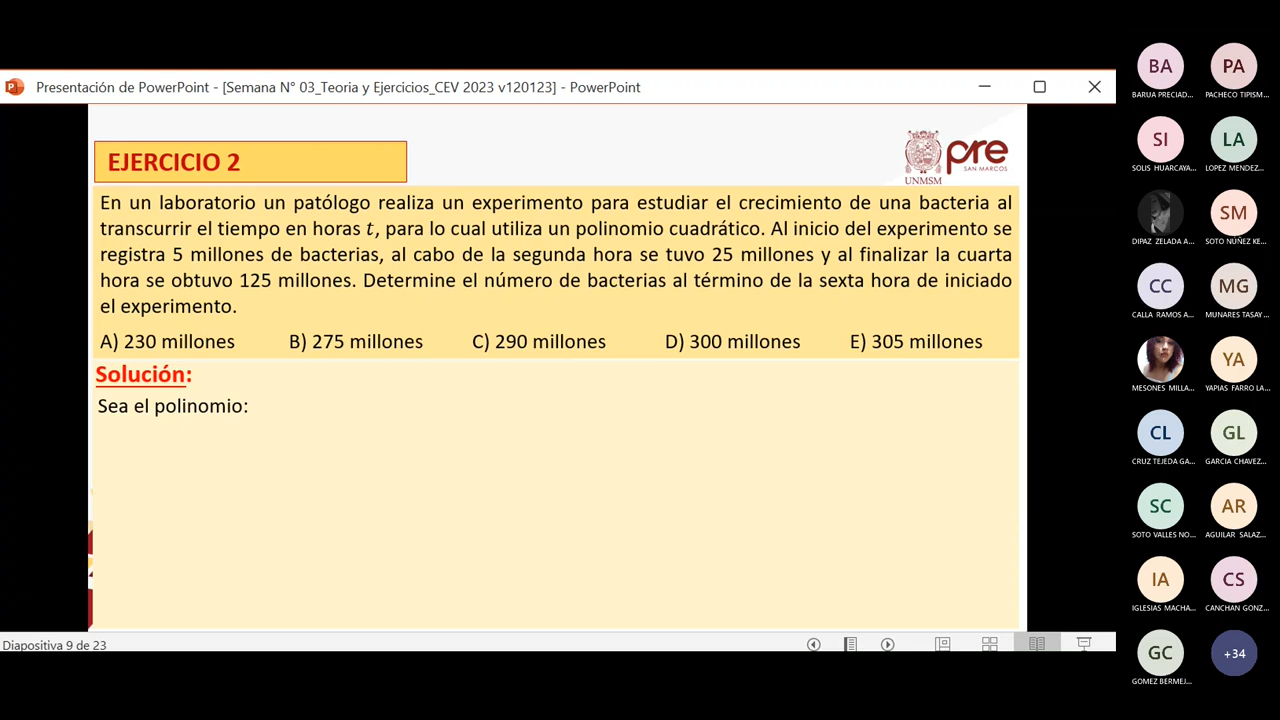 Presentación de PowerPoint - [Semana N° 03_Teoria y Ejercicios_CEV 2023 v120123] - PowerPoint
EJERCICIO 2
UNMSM
pre
SAN MARCOS
En un laboratorio un patólogo realiza un experimento para estudiar el crecimiento de una bacteria al
transcurrir el tiempo en horas t, para lo cual utiliza un polinomio cuadrático. Al inicio del experimento se
registra 5 millones de bacterias, al cabo de la segunda hora se tuvo 25 millones y al finalizar la cuarta
hora se obtuvo 125 millones. Determine el número de bacterias al término de la sexta hora de iniciado
el experimento.
A) 230 millones B) 275 millones C) 290 millones D) 300 millones E) 305 millones
Solución:
Sea el polinomio:
Diapositiva 9 de 23
BA PA
BARUA PRECIAD... PACHECO TIPISM...
SI LA
SOLIS HUARCAYA... LOPEZ MENDEZ...
SM
DIPAZ ZELADA A... SOTO NÚÑEZ KE...
CC MG
CALLA RAMOS A... MUNARES TASAY...
YA
MESONES MILLA... YAPIAS FARRO LA...
CL GL
CRUZ TEJEDA GA... GARCIA CHAVEZ...
SC AR
SOTO VALLES NO... AGUILAR SALAZ...
IA CS
IGLESIAS MACHA... CANCHAN GONZ...
GC +34
GOMEZ BERMEJ...